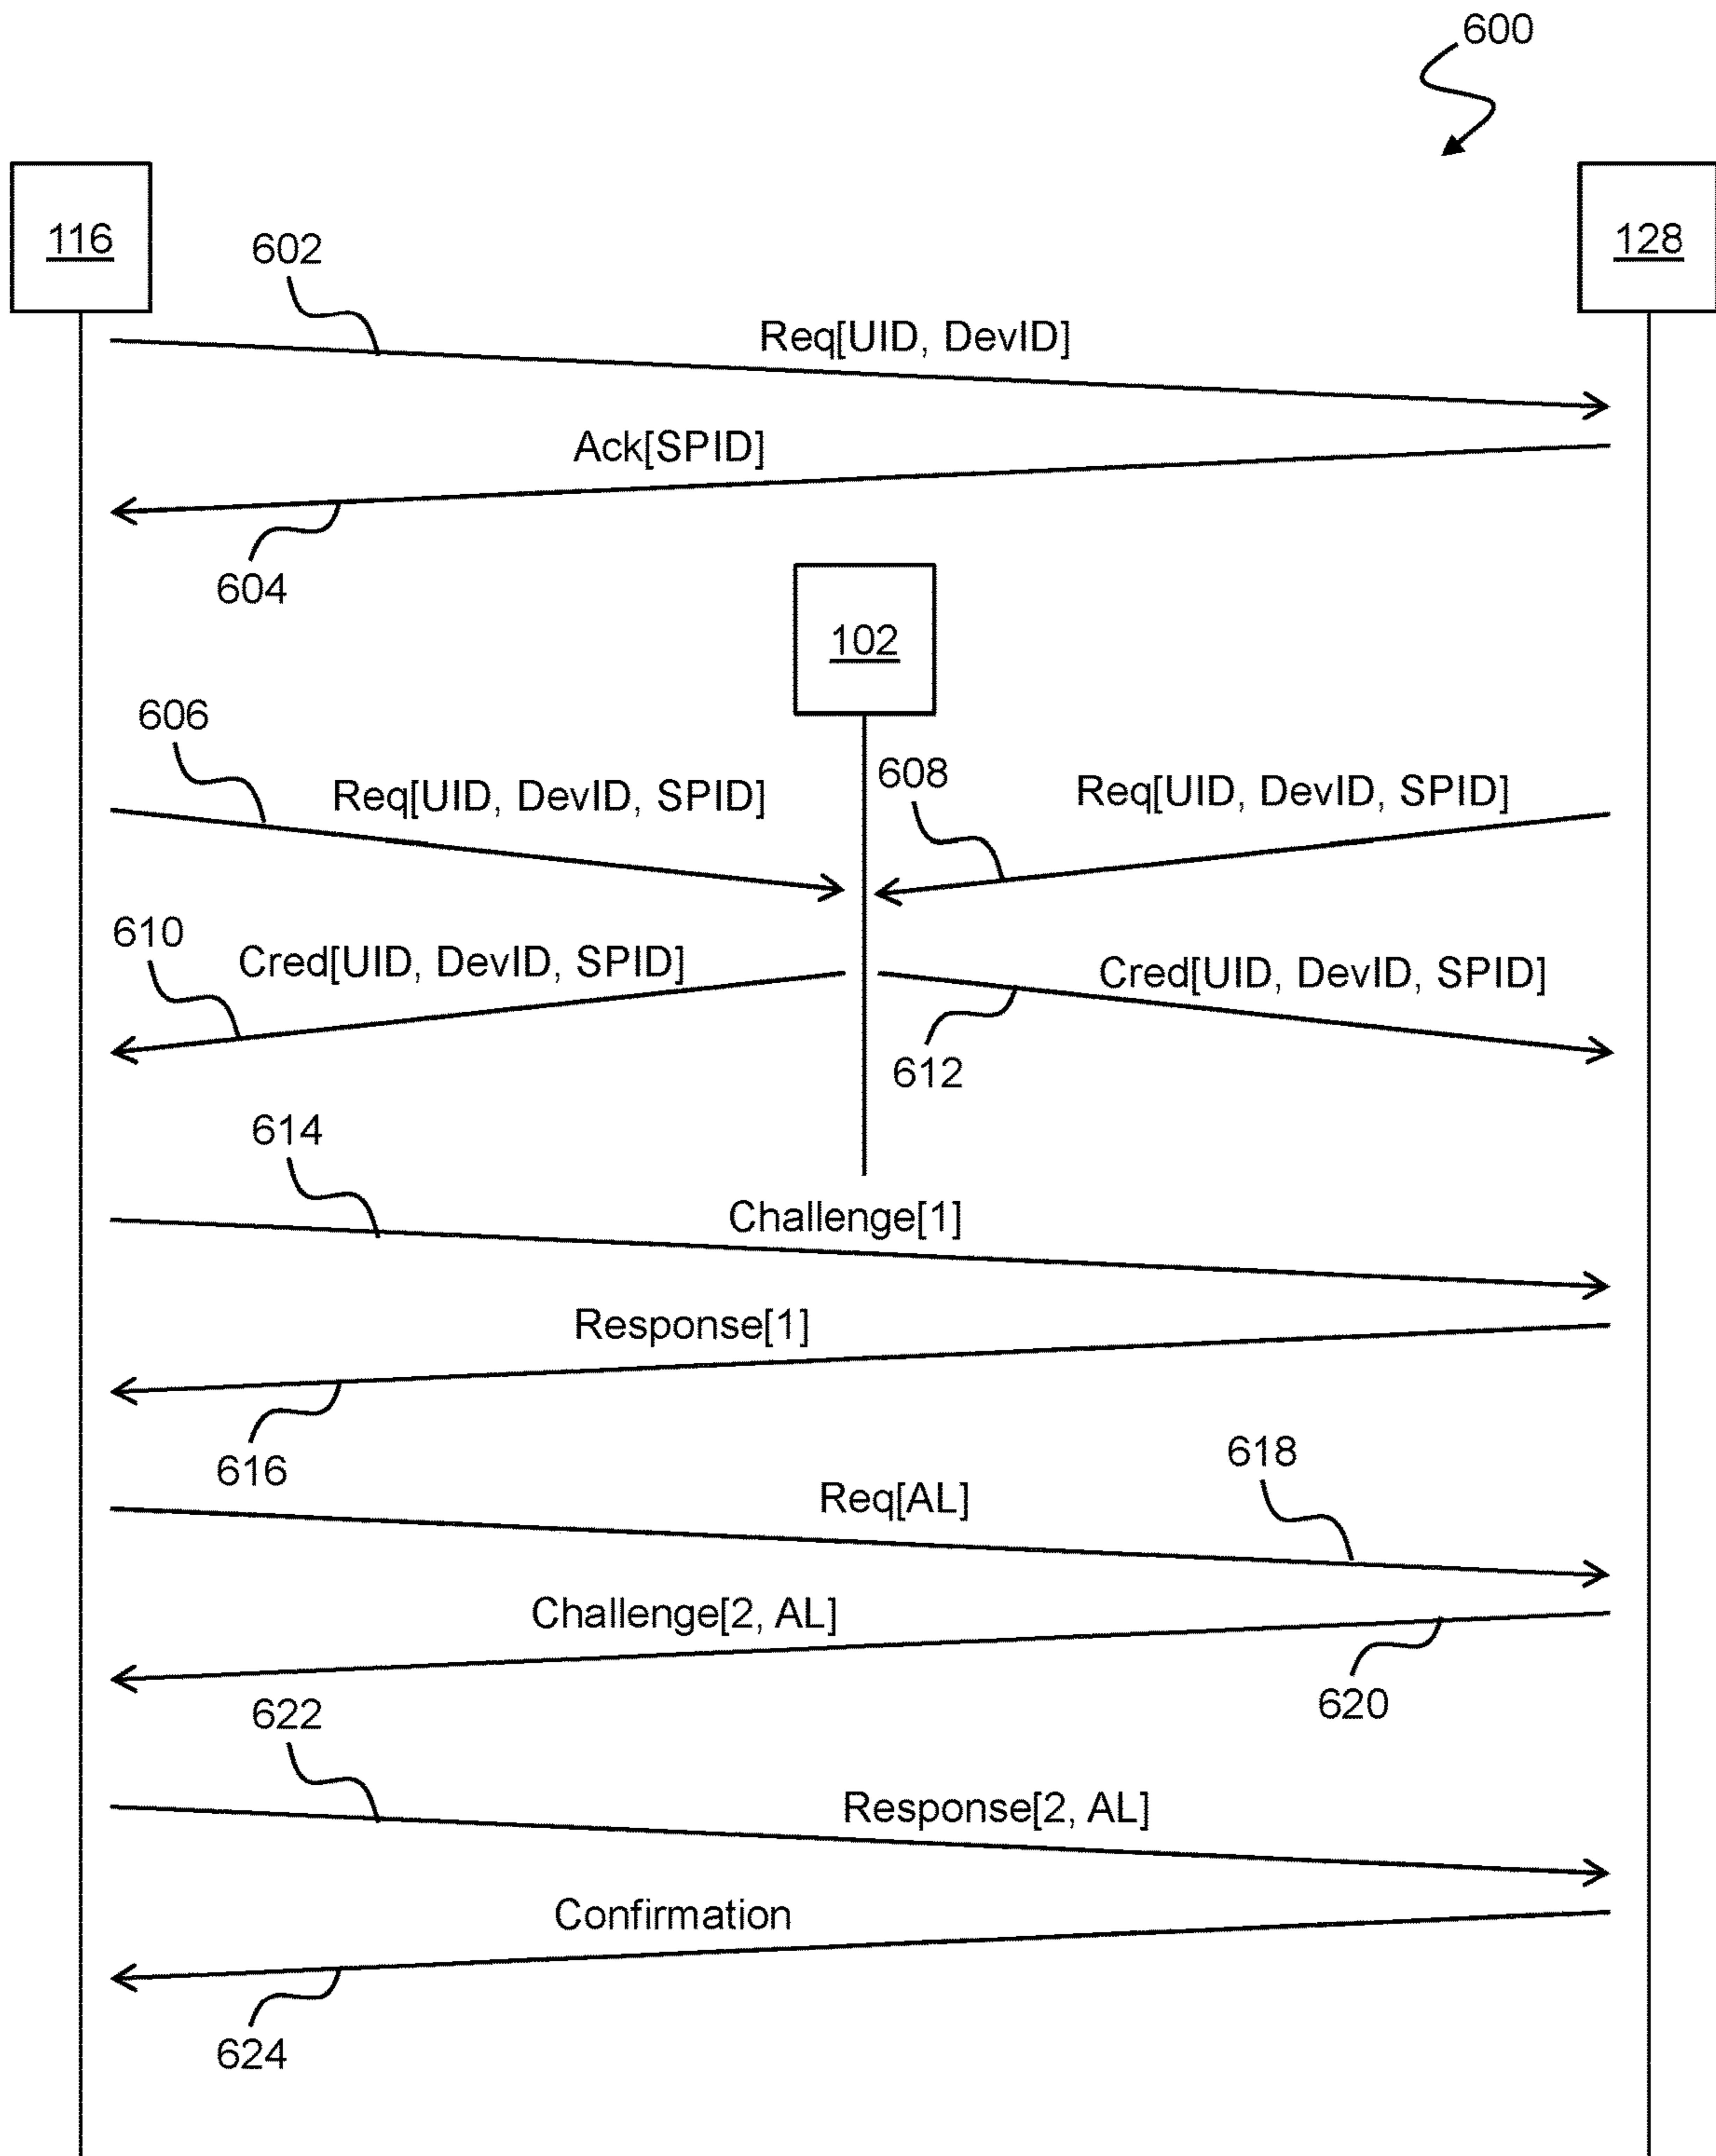 600
116
128
602
Req[UID, DevID]
Ack[SPID]
604
102
606
608
Req[UID, DevID, SPID]
Req[UID, DevID, SPID]
610
Cred[UID, DevID, SPID]
Cred[UID, DevID, SPID]
612
614
Challenge[1]
Response[1]
616
618
Req[AL]
Challenge[2, AL]
620
622
Response[2, AL]
Confirmation
624